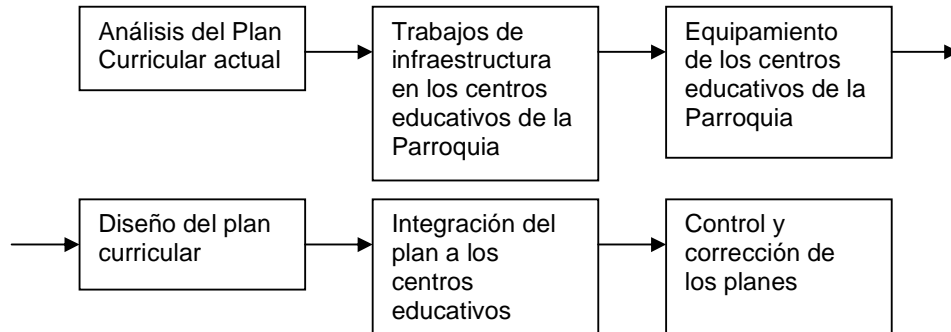 Análisis del Plan
Curricular actual
Trabajos de
infraestructura
en los centros
educativos de la
Parroquia
Equipamiento
de los centros
educativos de la
Parroquia
Diseño del plan
curricular
Integración del
plan a los
centros
educativos
Control y
corrección de
los planes